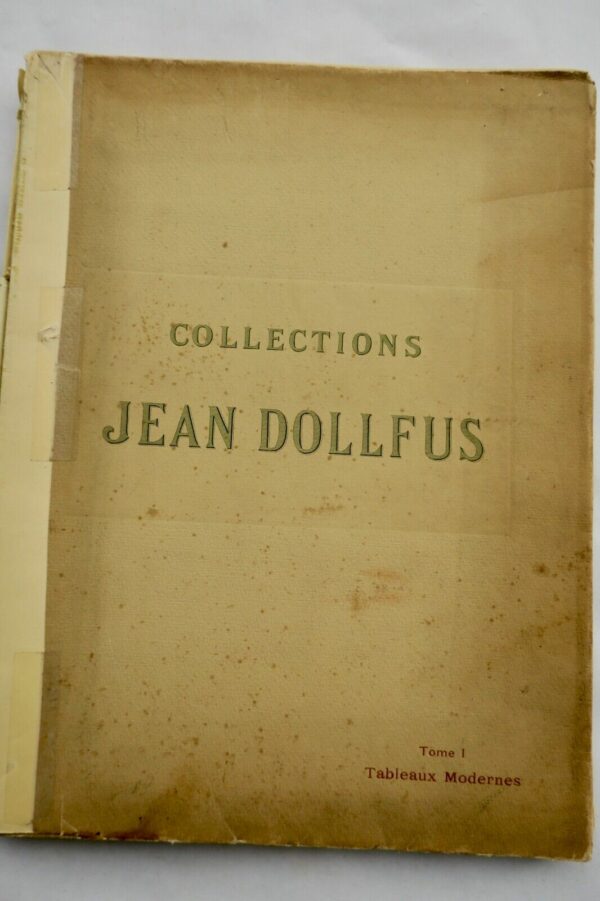 COLLECTIONS
JEAN DOLLFUS
Tome I
Tableaux Modernes